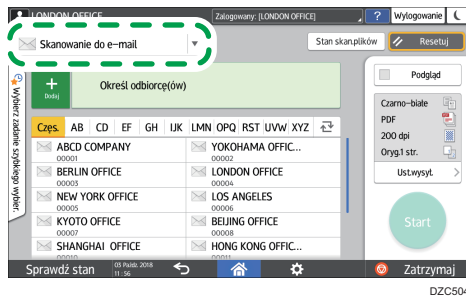 LONDON OFFICE
Zalogowany: [LONDON OFFICE]
?
Wylogowanie
Skanowanie do e-mail
Stan skan.plików
Resetuj
Wybierz zadanie szybkiego wybier.
+
Dodaj
Określ odbiorcę(ów)
Podgląd
Częs. AB CD EF GH IJK LMN OPQ RST UVW XYZ
Czarno-białe
PDF
200 dpi
Oryg.1 str.
Ust.wysył. >
ABCD COMPANY
00001
YOKOHAMA OFFIC...
00002
BERLIN OFFICE
00003
LONDON OFFICE
00004
NEW YORK OFFICE
00005
LOS ANGELES
00006
KYOTO OFFICE
00007
BEIJING OFFICE
00008
SHANGHAI OFFICE
00010
HONG KONG OFFIC...
00011
Start
Sprawdź stan
03 Paźdz. 2018
11:56
Zatrzymaj
DZC504